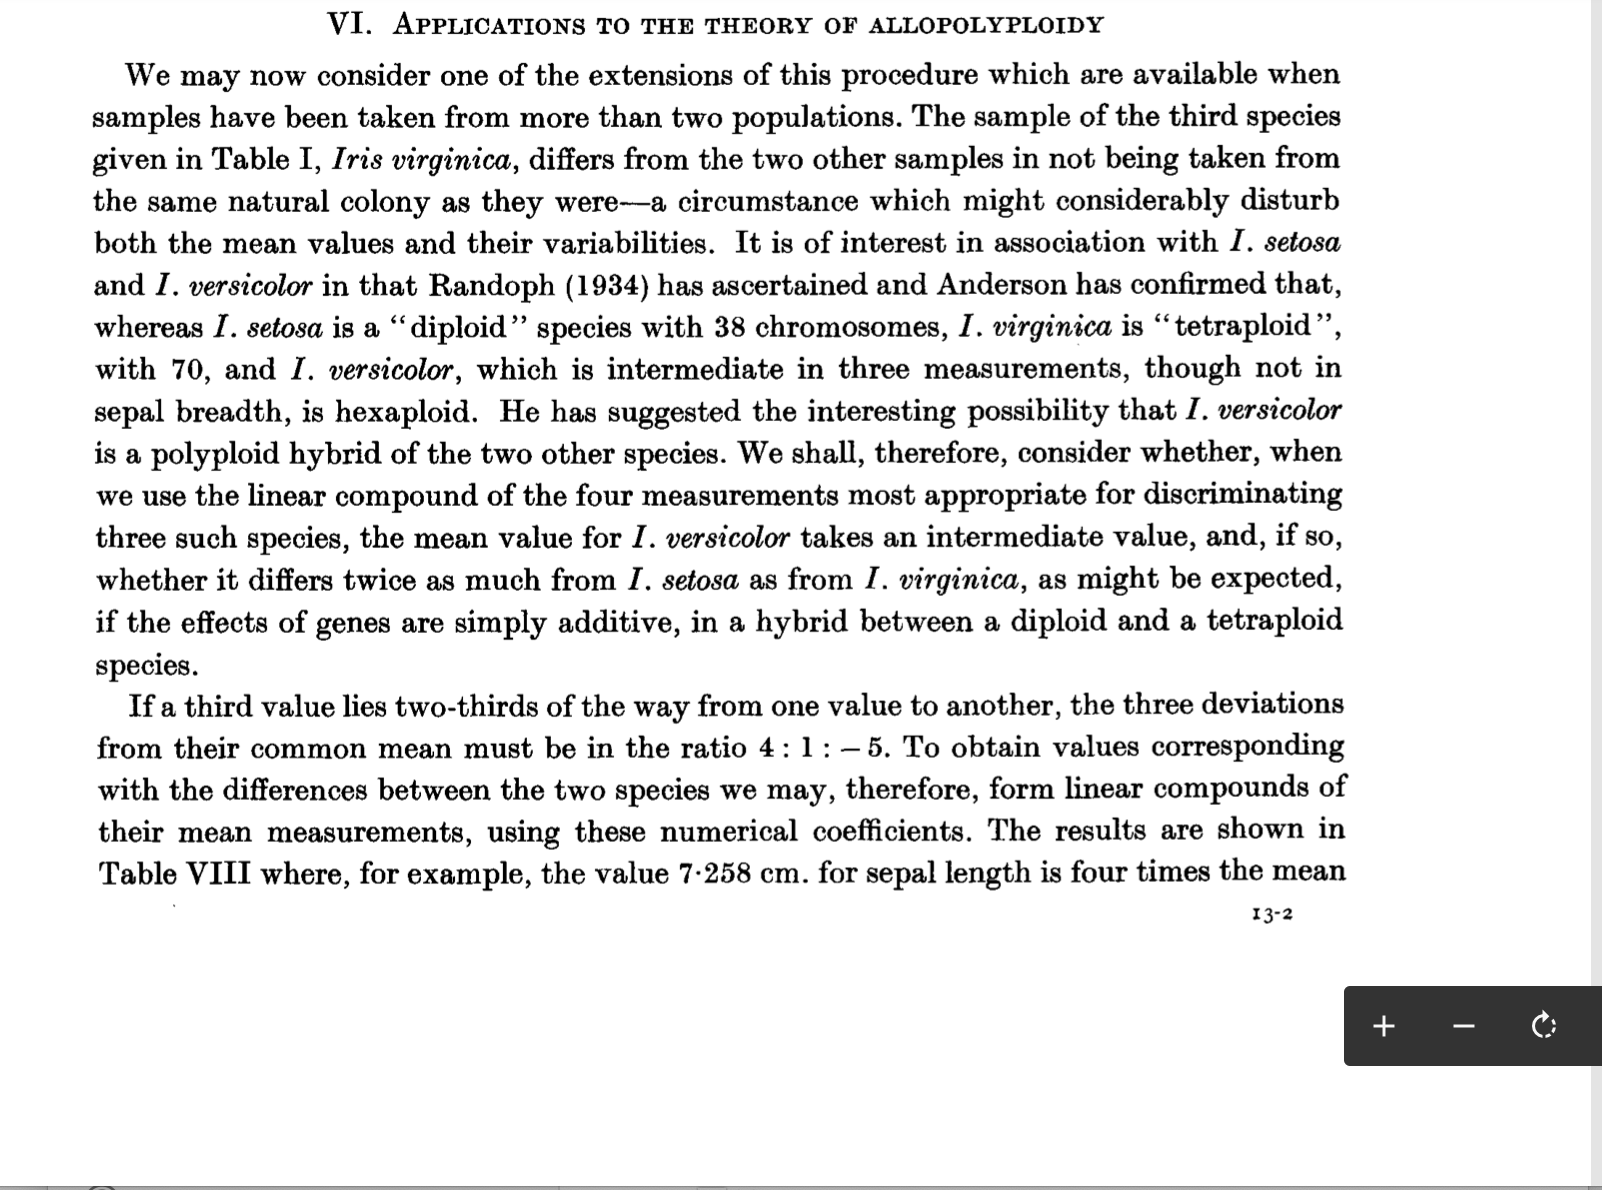 VI. APPLICATIONS TO THE THEORY OF ALLOPOLYPLOIDY
We may now consider one of the extensions of this procedure which are available when
samples have been taken from more than two populations. The sample of the third species
given in Table I, Iris virginica, differs from the two other samples in not being taken from
the same natural colony as they were—a circumstance which might considerably disturb
both the mean values and their variabilities. It is of interest in association with I. setosa
and I. versicolor in that Randoph (1934) has ascertained and Anderson has confirmed that,
whereas I. setosa is a “diploid” species with 38 chromosomes, I. virginica is “tetraploid”,
with 70, and I. versicolor, which is intermediate in three measurements, though not in
sepal breadth, is hexaploid. He has suggested the interesting possibility that I. versicolor
is a polyploid hybrid of the two other species. We shall, therefore, consider whether, when
we use the linear compound of the four measurements most appropriate for discriminating
three such species, the mean value for I. versicolor takes an intermediate value, and, if so,
whether it differs twice as much from I. setosa as from I. virginica, as might be expected,
if the effects of genes are simply additive, in a hybrid between a diploid and a tetraploid
species.
If a third value lies two-thirds of the way from one value to another, the three deviations
from their common mean must be in the ratio 4 : 1 : – 5. To obtain values corresponding
with the differences between the two species we may, therefore, form linear compounds of
their mean measurements, using these numerical coefficients. The results are shown in
Table VIII where, for example, the value 7·258 cm. for sepal length is four times the mean
13-2